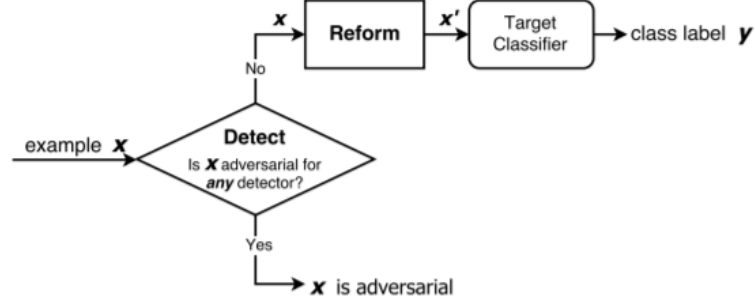 x
Reform
x'
Target
Classifier
class label y
No
example x
Detect
Is x adversarial for
any detector?
Yes
x is adversarial